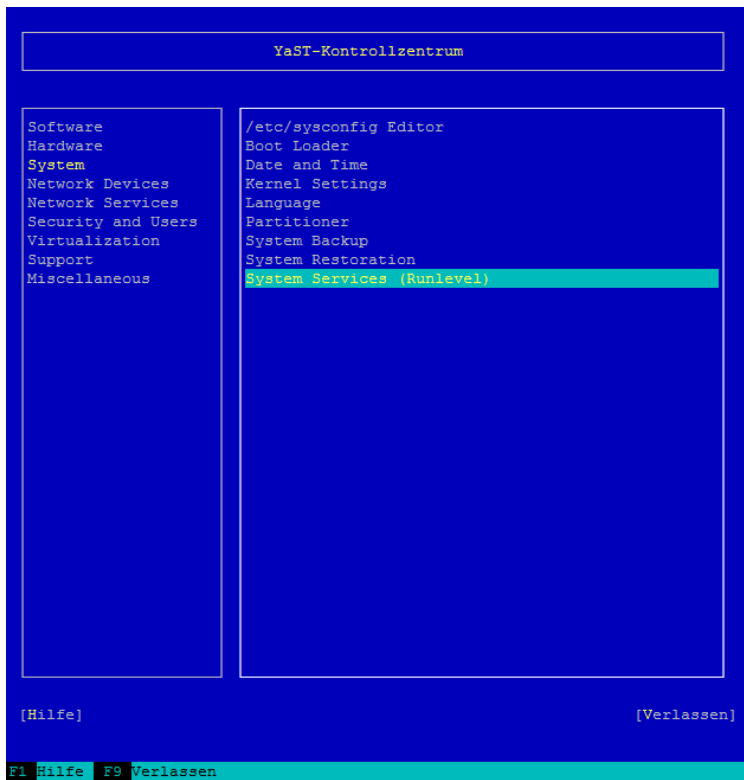 YaST-Kontrollzentrum
Software
Hardware
System
Network Devices
Network Services
Security and Users
Virtualization
Support
Miscellaneous
/etc/sysconfig Editor
Boot Loader
Date and Time
Kernel Settings
Language
Partitioner
System Backup
System Restoration
System Services (Runlevel)
[Hilfe] [Verlassen]
F1 Hilfe F9 Verlassen